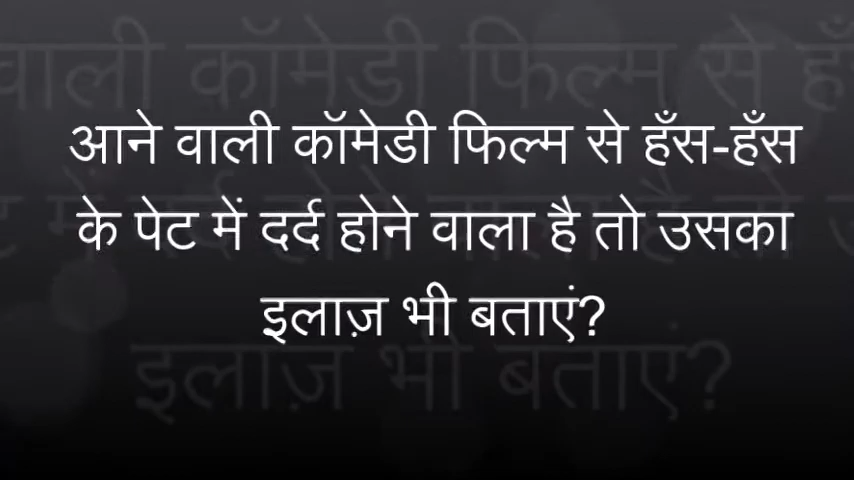 आने वाली कॉमेडी फिल्म से हँस-हँस
के पेट में दर्द होने वाला है तो उसका
इलाज़ भी बताएं?